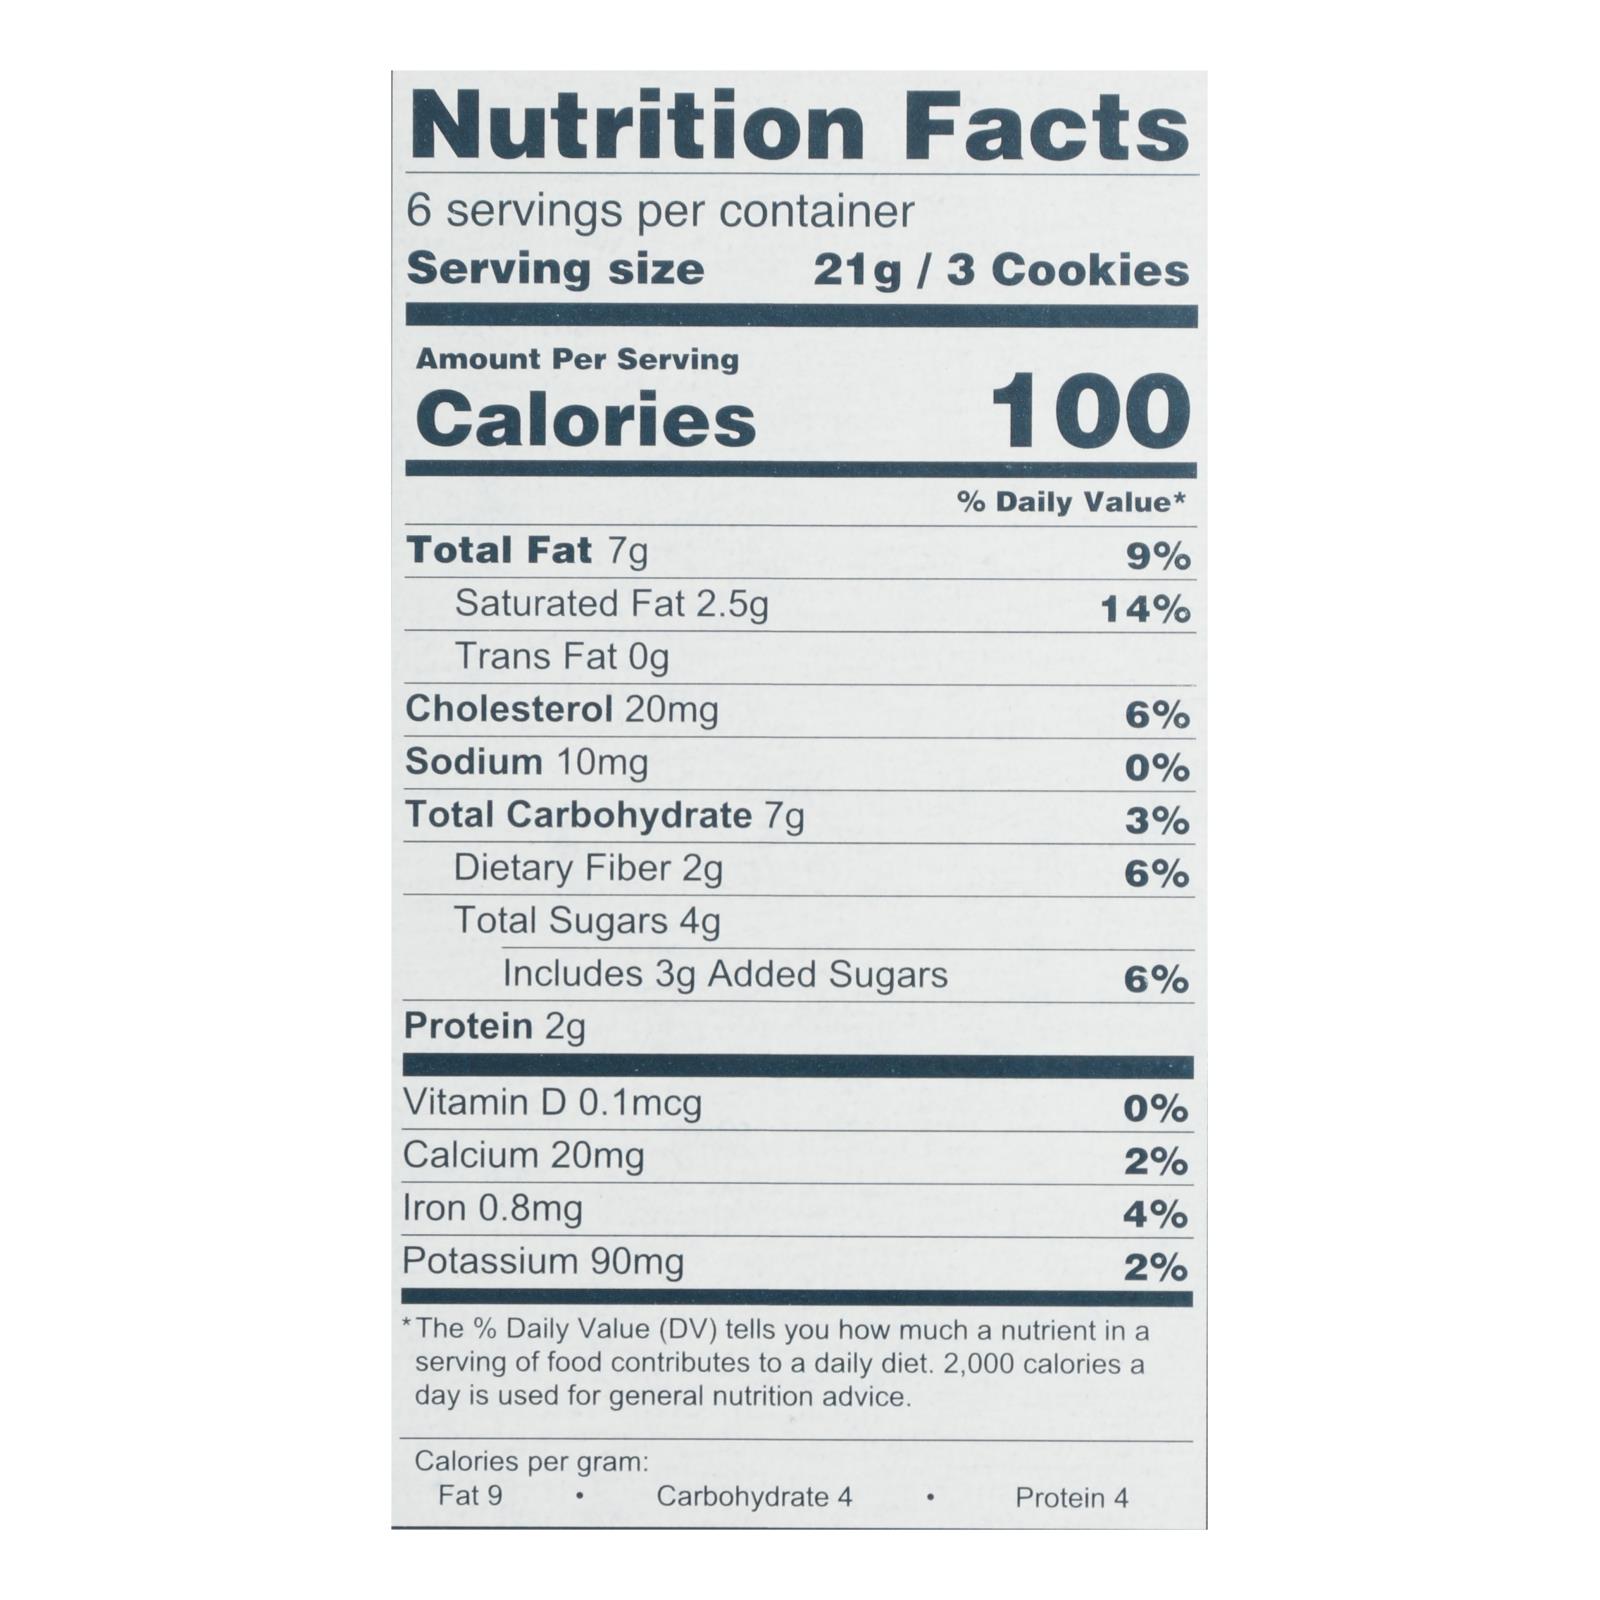 Nutrition Facts
6 servings per container
Serving size 21g / 3 Cookies
Amount Per Serving
Calories 100
% Daily Value*
Total Fat 7g 9%
Saturated Fat 2.5g 14%
Trans Fat 0g
Cholesterol 20mg 6%
Sodium 10mg 0%
Total Carbohydrate 7g 3%
Dietary Fiber 2g 6%
Total Sugars 4g
Includes 3g Added Sugars 6%
Protein 2g
Vitamin D 0.1mcg 0%
Calcium 20mg 2%
Iron 0.8mg 4%
Potassium 90mg 2%
*The % Daily Value (DV) tells you how much a nutrient in a
serving of food contributes to a daily diet. 2,000 calories a
day is used for general nutrition advice.
Calories per gram:
Fat 9 • Carbohydrate 4 • Protein 4